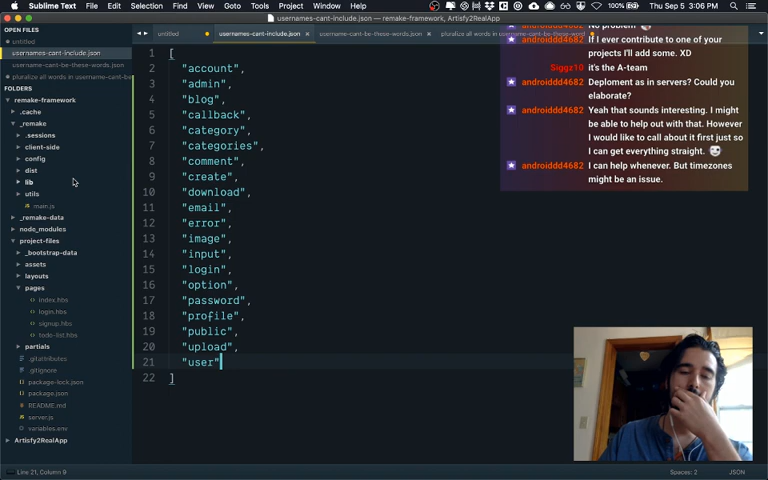 Sublime Text File Edit Selection Find View Goto Tools Project Window Help
100% Thu Sep 5 3:06 PM
usernames-cant-include.json — remake-framework, Artisfy2RealApp
OPEN FILES
untitled
usernames-cant-include.json
username-cant-be-these-words.json
pluralize all words in username-cant-be
FOLDERS
remake-framework
.cache
_remake
.sessions
client-side
config
dist
lib
utils
main.js
_remake-data
node_modules
project-files
_bootstrap-data
assets
layouts
pages
index.hbs
login.hbs
signup.hbs
todo-list.hbs
partials
.gitattributes
.gitignore
package-lock.json
package.json
README.md
server.js
variables.env
Artisfy2RealApp
untitled
usernames-cant-include.json
username-cant-be-these-words.json
pluralize all words in username-cant-be-these
1 [
2 "account",
3 "admin",
4 "blog",
5 "callback",
6 "category",
7 "categories",
8 "comment",
9 "create",
10 "download",
11 "email",
12 "error",
13 "image",
14 "input",
15 "login",
16 "option",
17 "password",
18 "profile",
19 "public",
20 "upload",
21 "user"
22 ]
No problem
androiddd4682 If I ever contribute to one of your
projects I'll add some. XD
Siggz10 it's the A-team
androiddd4682 Deploment as in servers? Could you
elaborate?
androiddd4682 Yeah that sounds interesting. I might
be able to help out with that. However
I would like to call about it first just so
I can get everything straight.
androiddd4682 I can help whenever. But timezones
might be an issue.
Line 21, Column 9
Spaces: 2
JSON